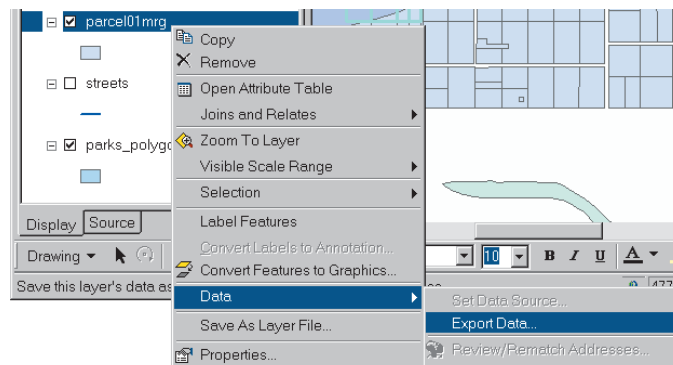 parcel01mrg
Copy
Remove
streets
Open Attribute Table
Joins and Relates
parks_polygo
Zoom To Layer
Visible Scale Range
Selection
Display Source
Label Features
Convert Labels to Annotation...
Drawing
10 B I U A
Convert Features to Graphics...
Save this layer's data as
Data
477
Set Data Source...
Save As Layer File...
Export Data...
Properties...
Review/Rematch Addresses...